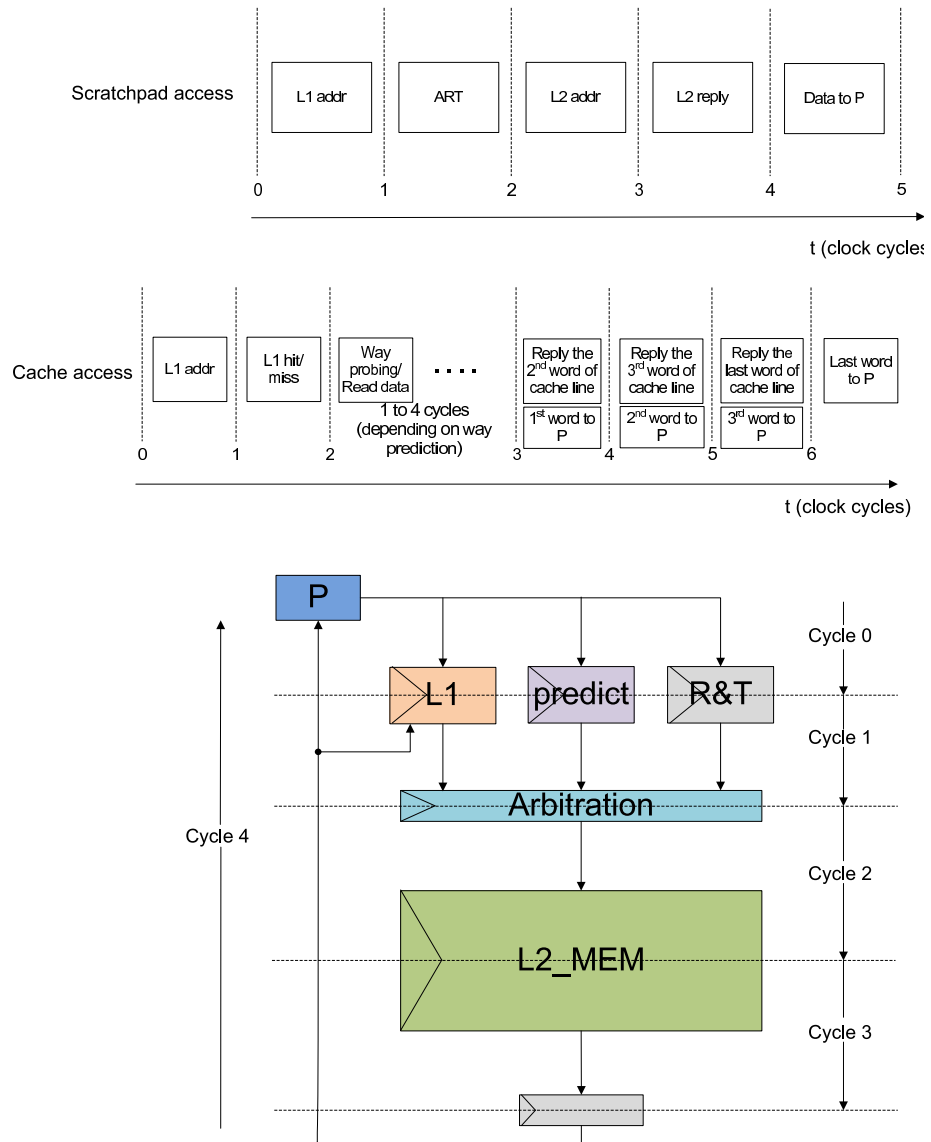 Scratchpad access
L1 addr
ART
L2 addr
L2 reply
Data to P
0
1
2
3
4
5
t (clock cycles
Cache access
L1 addr
L1 hit/
miss
Way
probing/
Read data
. . . .
1 to 4 cycles
(depending on way
prediction)
Reply the
2nd word of
cache line
1st word to
P
Reply the
3rd word of
cache line
2nd word to
P
Reply the
last word of
cache line
3rd word to
P
Last word
to P
0
1
2
3
4
5
6
t (clock cycles)
P
Cycle 0
L1
predict
R&T
Cycle 1
Arbitration
Cycle 4
Cycle 2
L2_MEM
Cycle 3